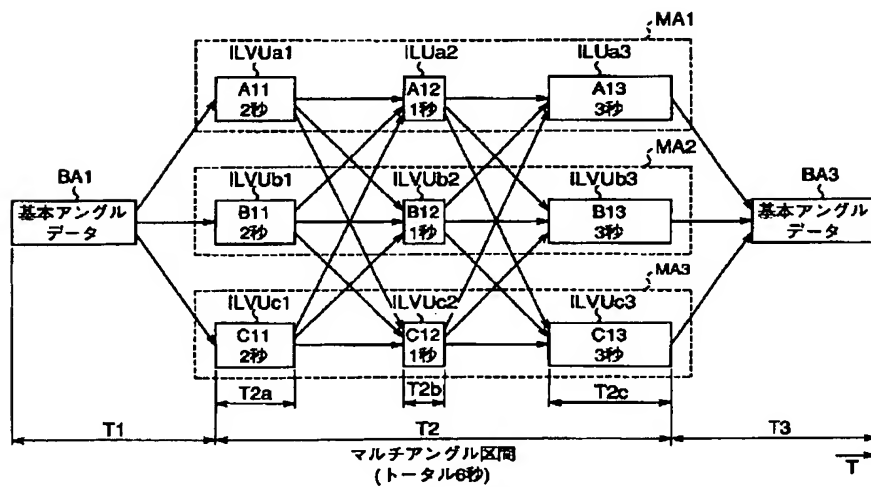 MA1
ILVUa1
ILUa2
ILUa3
A11
2秒
A12
1秒
A13
3秒
MA2
BA1
ILVUb1
ILVUb2
ILVUb3
BA3
基本アングル
データ
B11
2秒
B12
1秒
B13
3秒
基本アングル
データ
MA3
ILVUc1
ILVUc2
ILVUc3
C11
2秒
C12
1秒
C13
3秒
T2a
T2b
T2c
T1
T2
T3
マルチアングル区間
(トータル6秒)
T